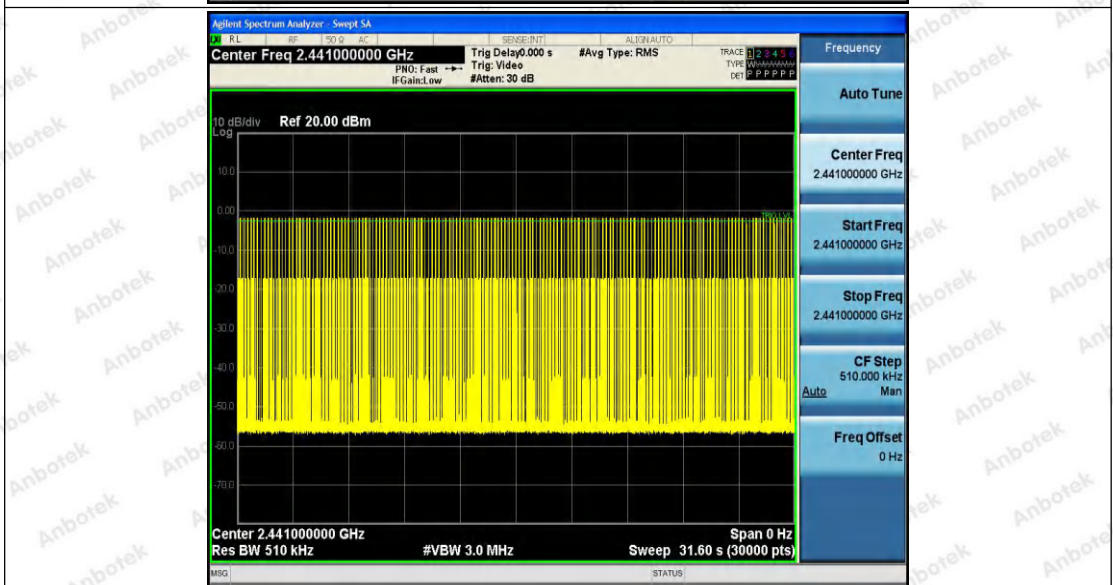 Agilent Spectrum Analyzer - Swept SA
RL RF 50 Ω AC SENSE:INT ALIGN AUTO
Center Freq 2.441000000 GHz
PNO: Fast
IFGain:Low
Trig Delay0.000 s
Trig: Video
#Atten: 30 dB
#Avg Type: RMS
TRACE 1 2 3 4 5 6
TYPE
DET P P P P P P
10 dB/div Ref 20.00 dBm
Log
10.0
0.00
-10.0
-20.0
-30.0
-40.0
-50.0
-60.0
-70.0
TRIG LVL
Center 2.441000000 GHz
Span 0 Hz
Res BW 510 kHz
#VBW 3.0 MHz
Sweep 31.60 s (30000 pts)
MSG
STATUS
Frequency
Auto Tune
Center Freq
2.441000000 GHz
Start Freq
2.441000000 GHz
Stop Freq
2.441000000 GHz
CF Step
510.000 kHz
Auto Man
Freq Offset
0 Hz
Anbotek